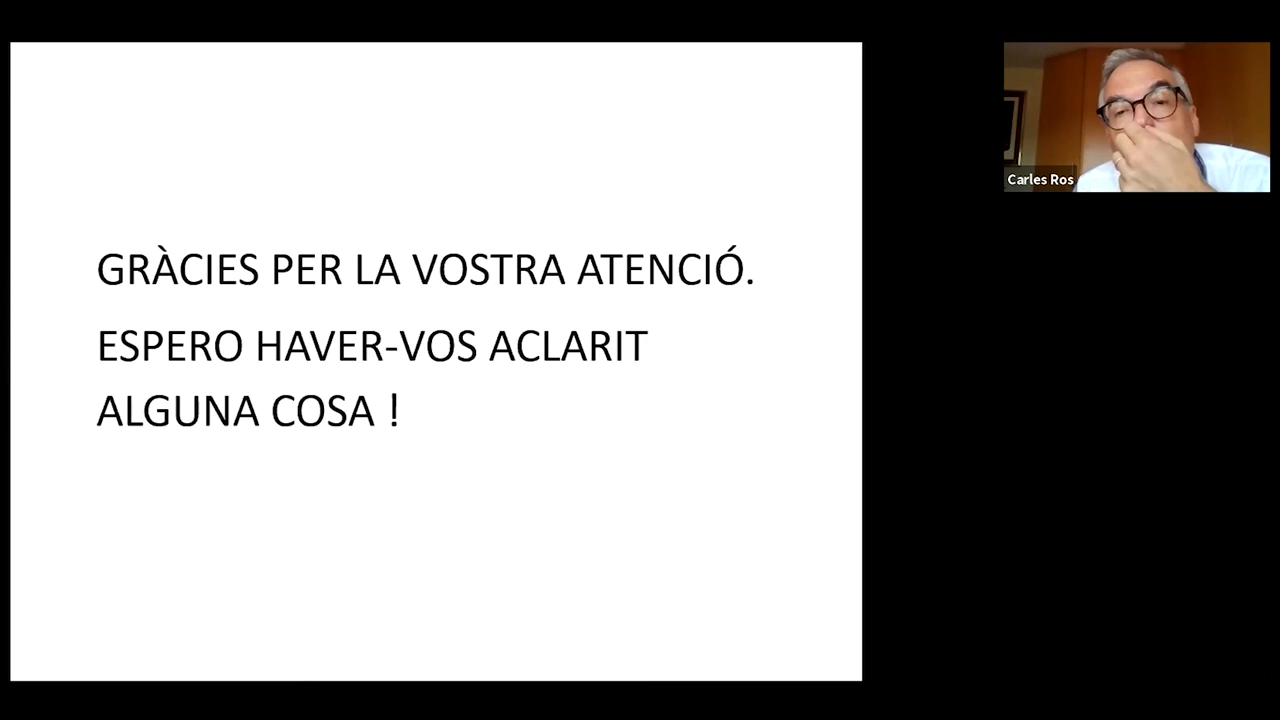 GRÀCIES PER LA VOSTRA ATENCIÓ.
ESPERO HAVER-VOS ACLARIT
ALGUNA COSA !
Carles Ros